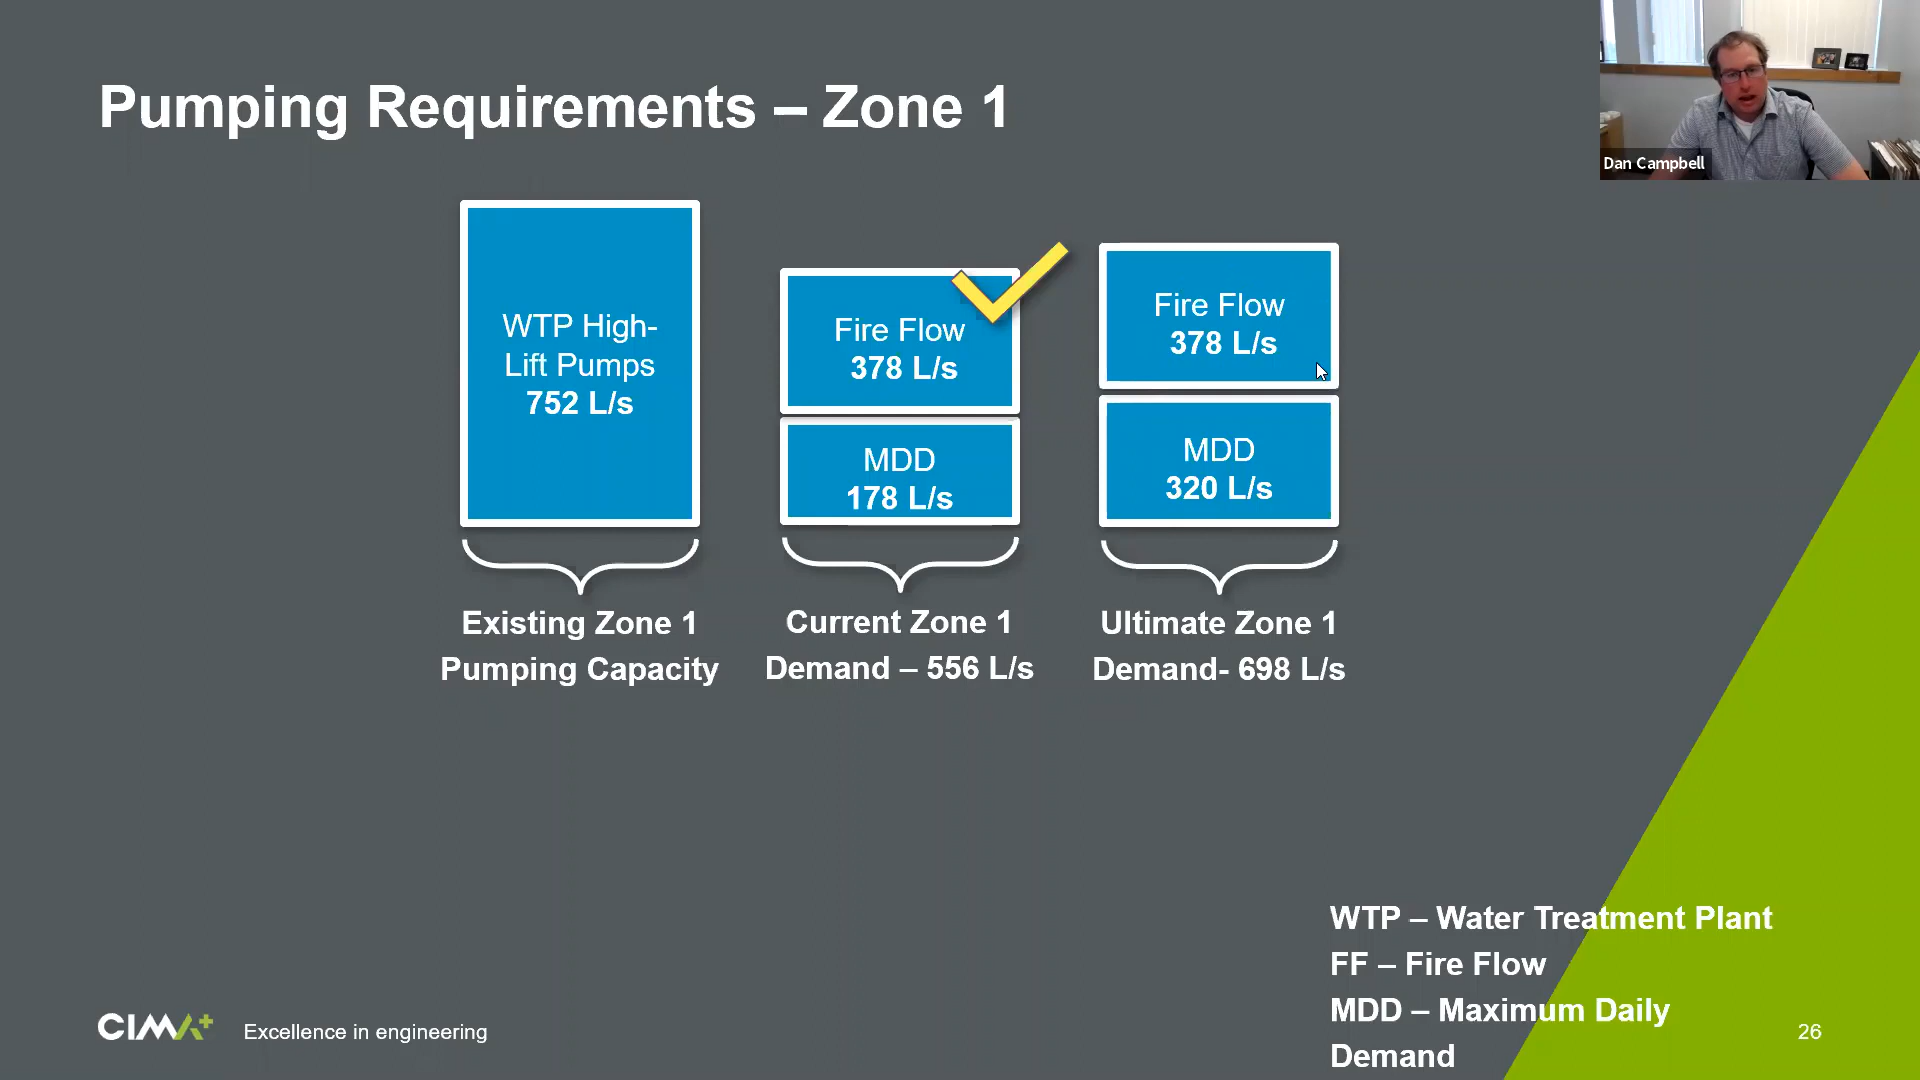 Pumping Requirements – Zone 1
Dan Campbell
WTP High-
Lift Pumps
752 L/s
Fire Flow
378 L/s
MDD
178 L/s
Fire Flow
378 L/s
MDD
320 L/s
Existing Zone 1
Pumping Capacity
Current Zone 1
Demand – 556 L/s
Ultimate Zone 1
Demand- 698 L/s
WTP – Water Treatment Plant
FF – Fire Flow
MDD – Maximum Daily
Demand
CIMA+
Excellence in engineering
26